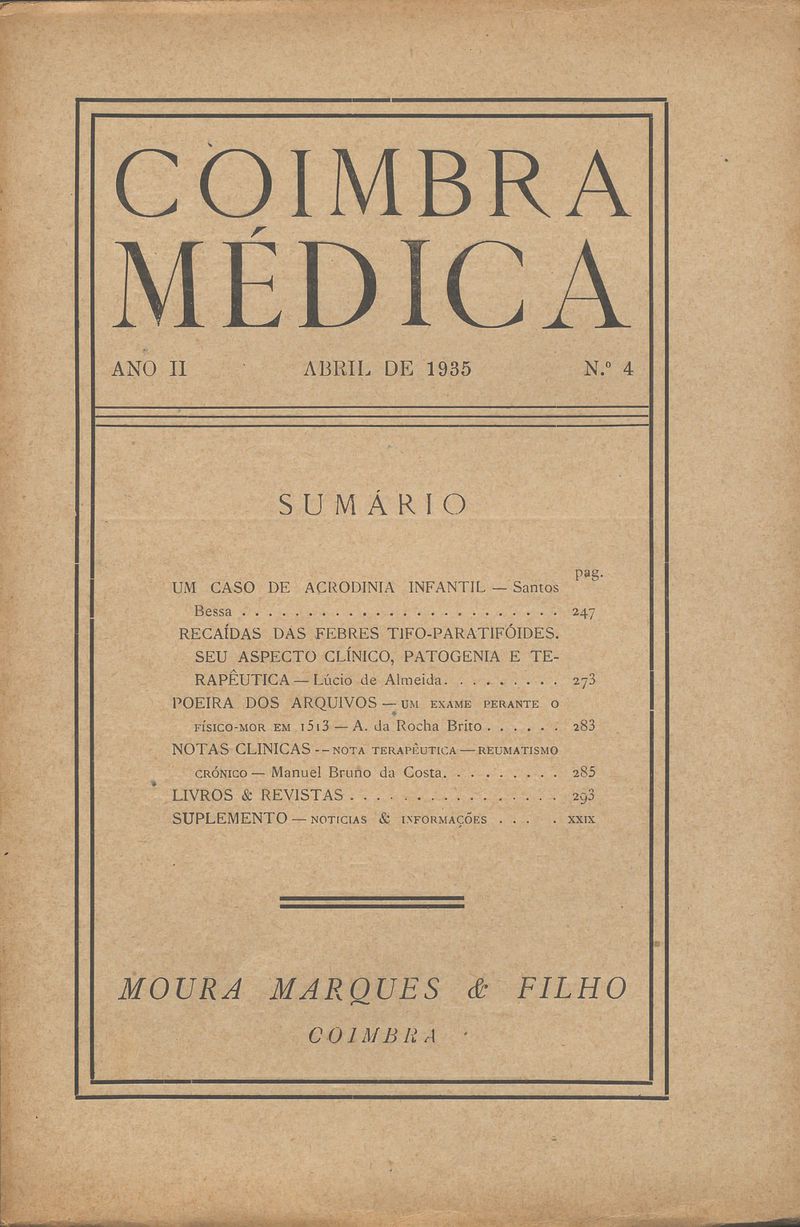 COIMBRA
MÉDICA
ANO II ABRIL DE 1935 N.º 4
SUMÁRIO
pag.
UM CASO DE ACRODINIA INFANTIL — Santos
Bessa . . . . . . . . . . . . . . . . . . . . . . . . 247
RECAÍDAS DAS FEBRES TIFO-PARATIFÓIDES.
SEU ASPECTO CLÍNICO, PATOGENIA E TE-
RAPÊUTICA — Lúcio de Almeida. . . . . . . . . 273
POEIRA DOS ARQUIVOS — UM EXAME PERANTE O
FÍSICO-MOR EM 1513 — A. da Rocha Brito . . . . . . 283
NOTAS CLINICAS -- NOTA TERAPÊUTICA — REUMATISMO
CRÓNICO — Manuel Bruno da Costa. . . . . . . . . 285
LIVROS & REVISTAS . . . . . . . . . . . . . . . . 293
SUPLEMENTO — NOTICIAS & INFORMAÇÕES . . . . XXIX
MOURA MARQUES & FILHO
COIMBRA